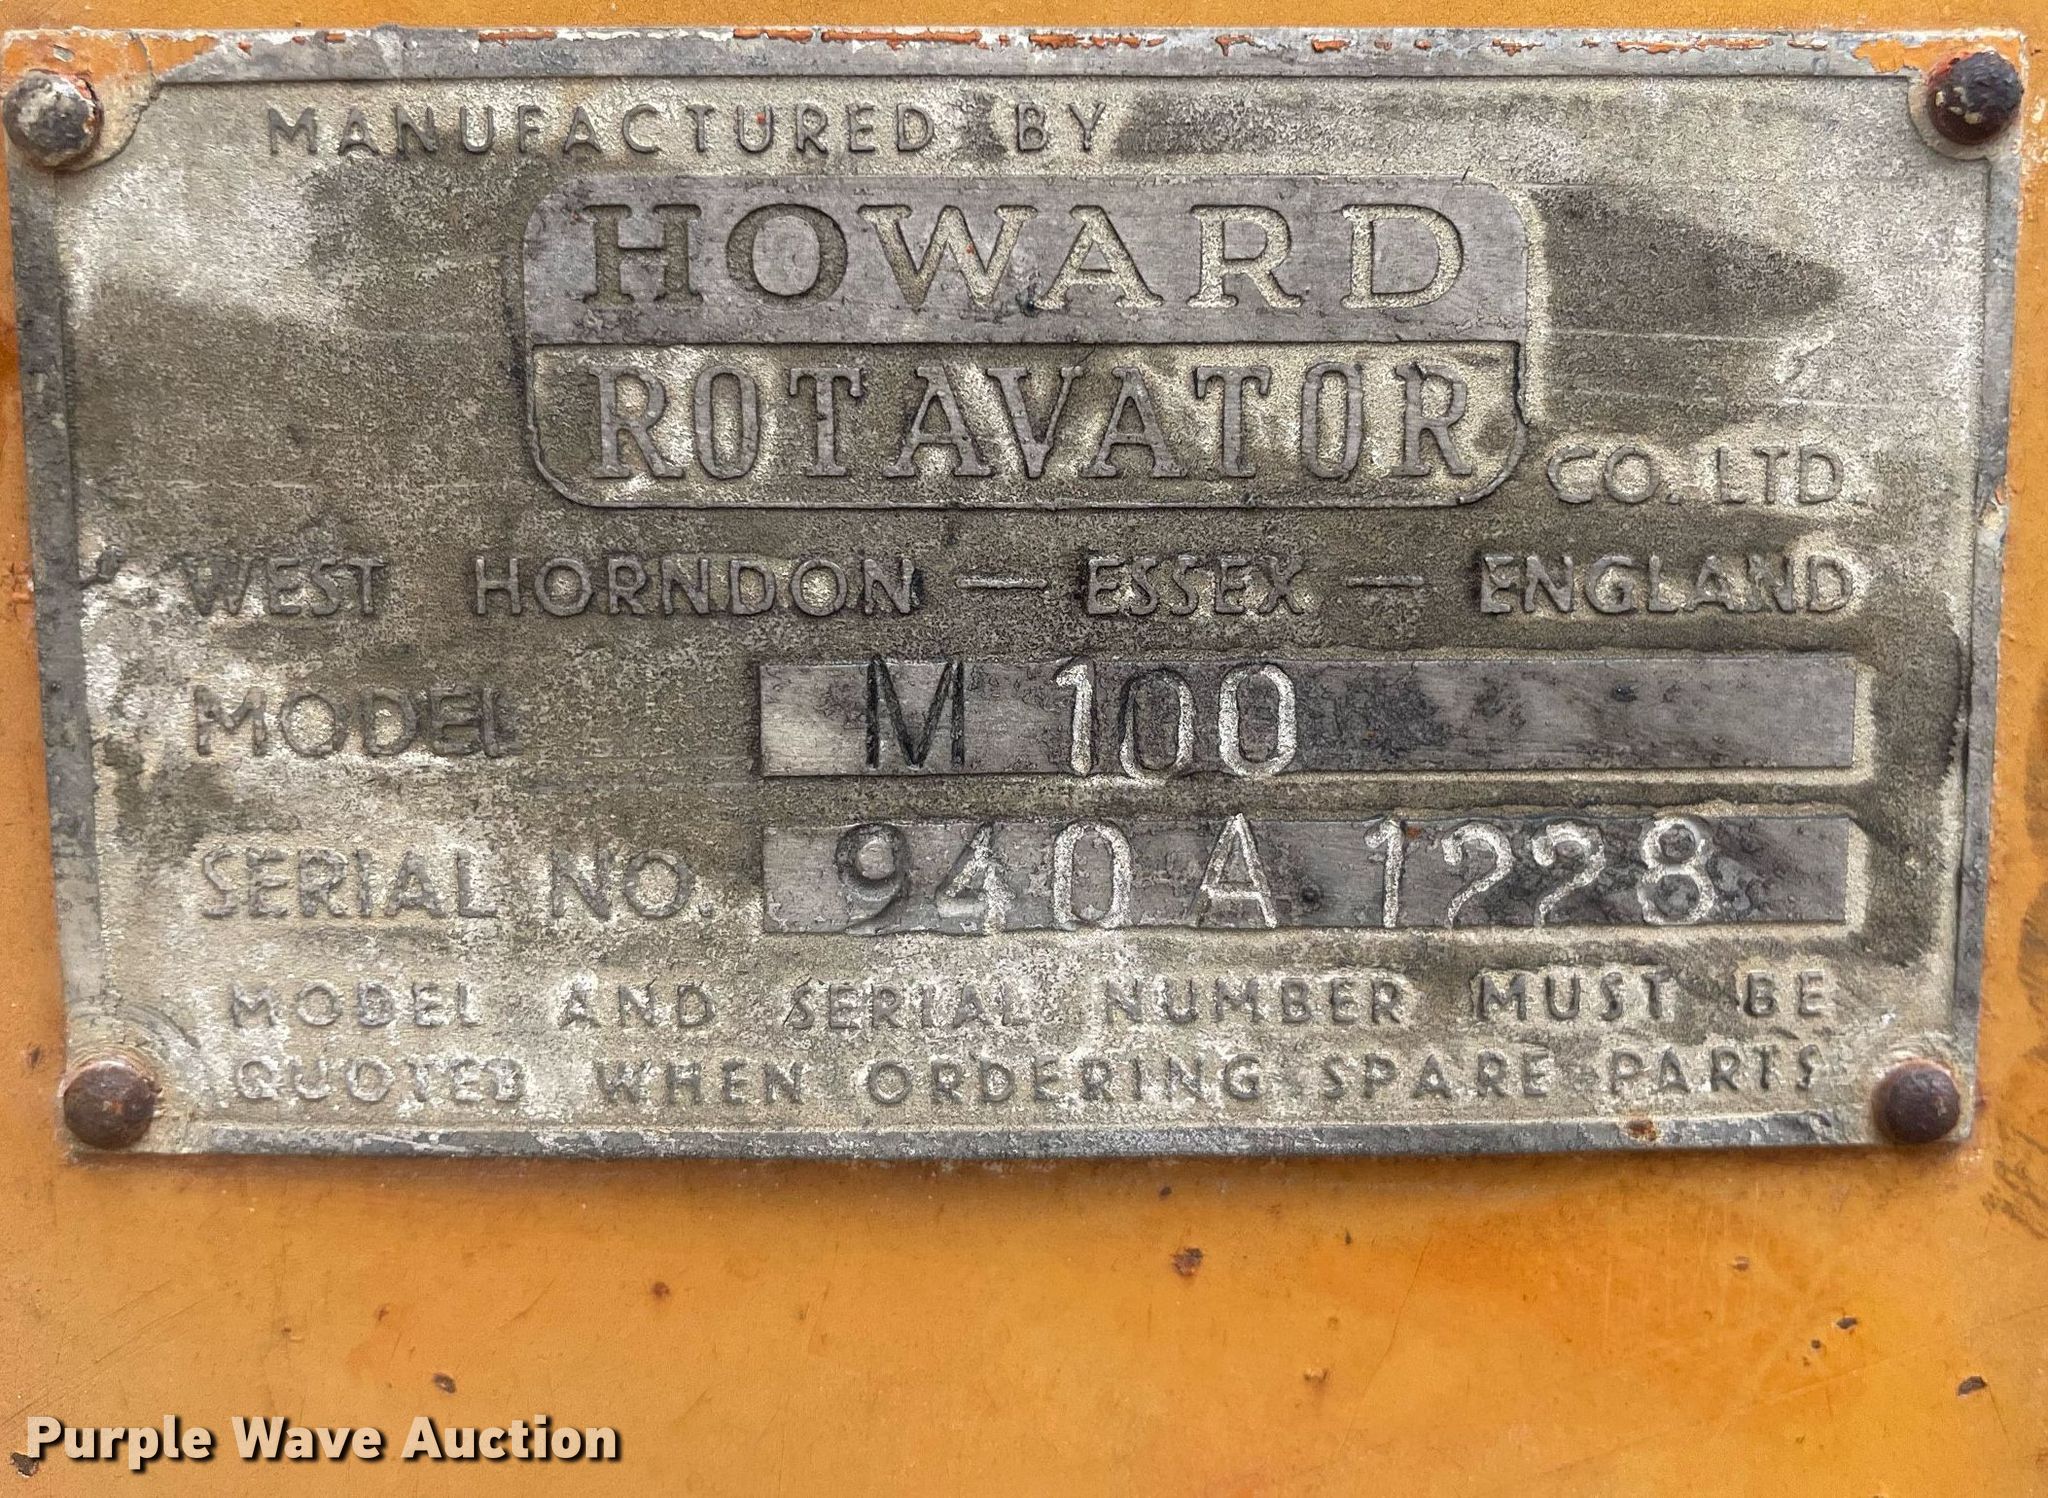 MANUFACTURED BY
HOWARD
ROTAVATOR
CO. LTD.
WEST HORNDON — ESSEX — ENGLAND
MODEL M 100
SERIAL NO. 940 A 1228
MODEL AND SERIAL NUMBER MUST BE
QUOTED WHEN ORDERING SPARE PARTS
Purple Wave Auction